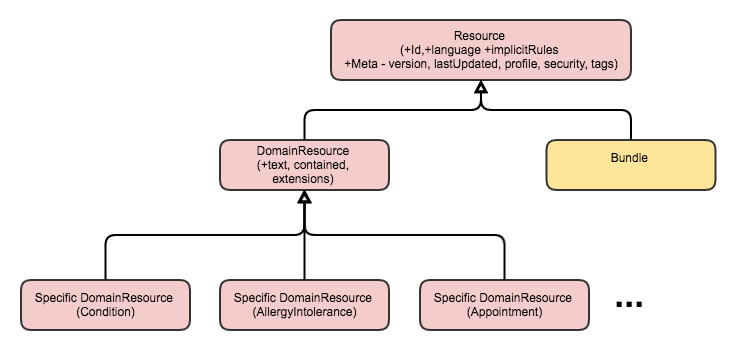 Resource
(+Id,+language +implicitRules
+Meta - version, lastUpdated, profile, security, tags)
DomainResource
(+text, contained,
extensions)
Bundle
Specific DomainResource
(Condition)
Specific DomainResource
(AllergyIntolerance)
Specific DomainResource
(Appointment)
...